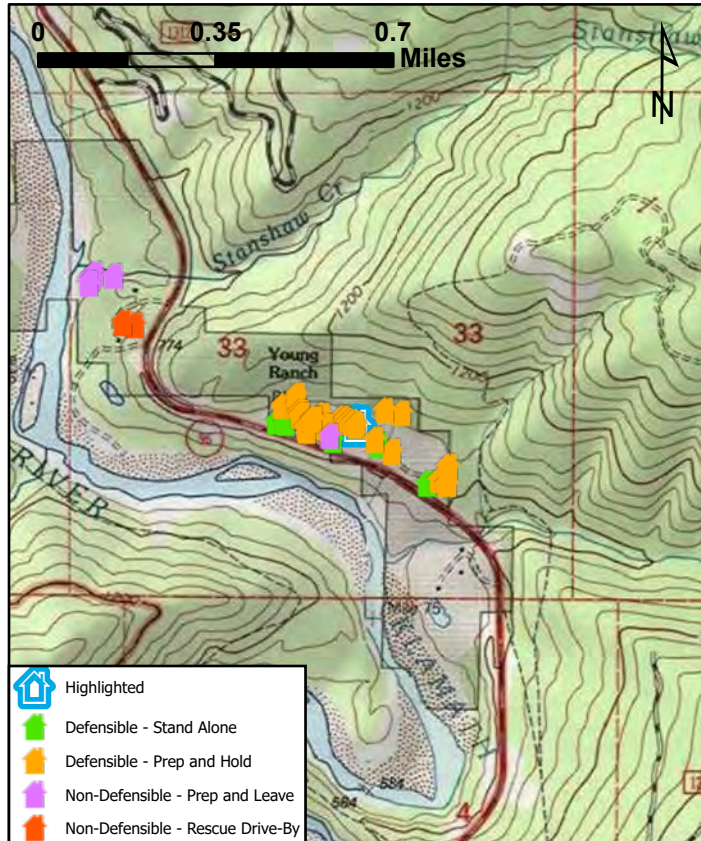 0 0.35 0.7
Miles
N
Stanshaw
1200
Stanshaw Cr
1200
33
33
774
Young
Ranch
1200
96
RIVER
KLAMATH
584
584
4
Highlighted
Defensible - Stand Alone
Defensible - Prep and Hold
Non-Defensible - Prep and Leave
Non-Defensible - Rescue Drive-By